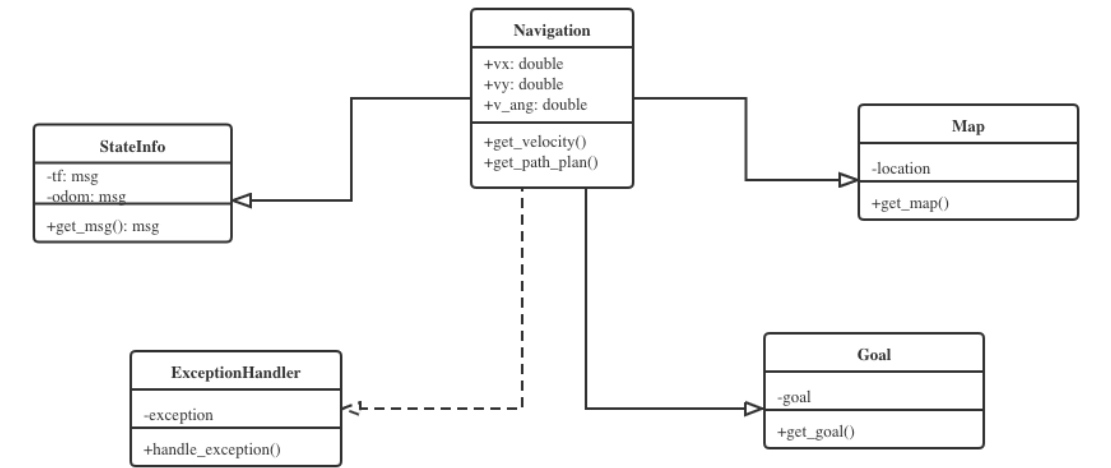 Navigation
+vx: double
+vy: double
+v_ang: double
+get_velocity()
+get_path_plan()
StateInfo
-tf: msg
-odom: msg
+get_msg(): msg
Map
-location
+get_map()
ExceptionHandler
-exception
+handle_exception()
Goal
-goal
+get_goal()